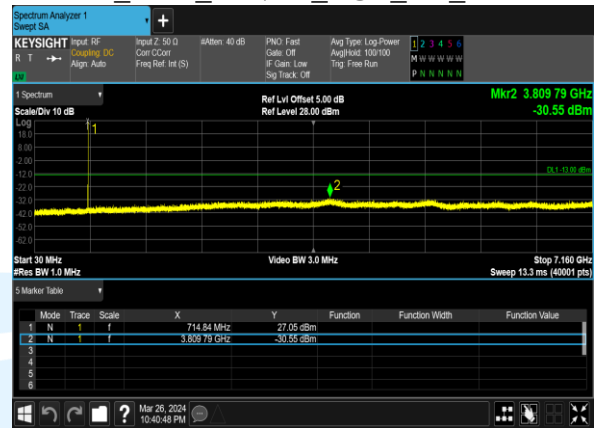 Spectrum Analyzer 1
Swept SA
+
KEYSIGHT Input: RF Input Z: 50 Ω #Atten: 40 dB PNO: Fast Avg Type: Log-Power 1 2 3 4 5 6
R T Coupling: DC Corr CCorr Gate: Off Avg|Hold: 100/100 M W W W W W
Align: Auto Freq Ref: Int (S) IF Gain: Low Trig: Free Run
Sig Track: Off P N N N N N
LV
1 Spectrum Ref Lvl Offset 5.00 dB Mkr2 3.809 79 GHz
Scale/Div 10 dB Ref Level 28.00 dBm -30.55 dBm
Log
1
18.0
8.00
-2.00
-12.0 DL1 -13.00 dBm
-22.0
2
-32.0
-42.0
-52.0
-62.0
Start 30 MHz Video BW 3.0 MHz Stop 7.160 GHz
#Res BW 1.0 MHz Sweep 13.3 ms (40001 pts)
5 Marker Table
Mode Trace Scale X Y Function Function Width Function Value
1 N 1 f 714.84 MHz 27.05 dBm
2 N 1 f 3.809 79 GHz -30.55 dBm
3
4
5
6
? Mar 26, 2024
10:40:48 PM